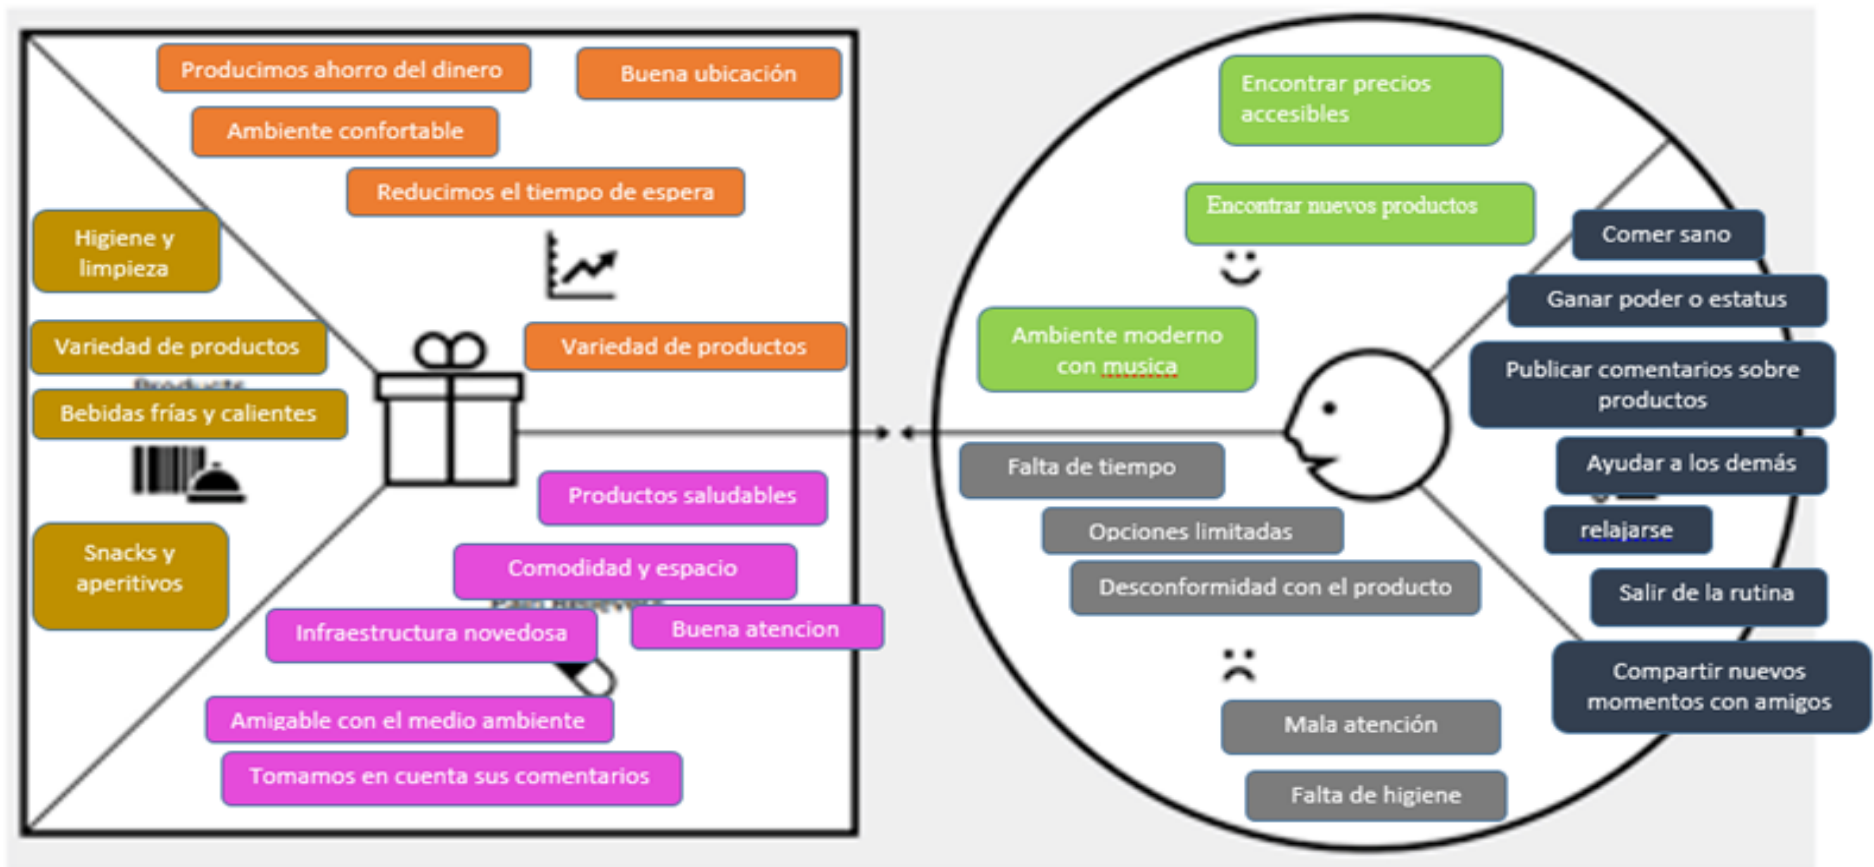 Producimos ahorro del dinero
Buena ubicación
Ambiente confortable
Reducimos el tiempo de espera
Variedad de productos
Higiene y
limpieza
Variedad de productos
Products
Bebidas frías y calientes
Snacks y
aperitivos
Productos saludables
Comodidad y espacio
Pain Relievers
Infraestructura novedosa
Buena atencion
Amigable con el medio ambiente
Tomamos en cuenta sus comentarios
Encontrar precios
accesibles
Encontrar nuevos productos
Ambiente moderno
con musica
Falta de tiempo
Opciones limitadas
Desconformidad con el producto
Mala atención
Falta de higiene
Comer sano
Ganar poder o estatus
Publicar comentarios sobre
productos
Ayudar a los demás
relajarse
Salir de la rutina
Compartir nuevos
momentos con amigos